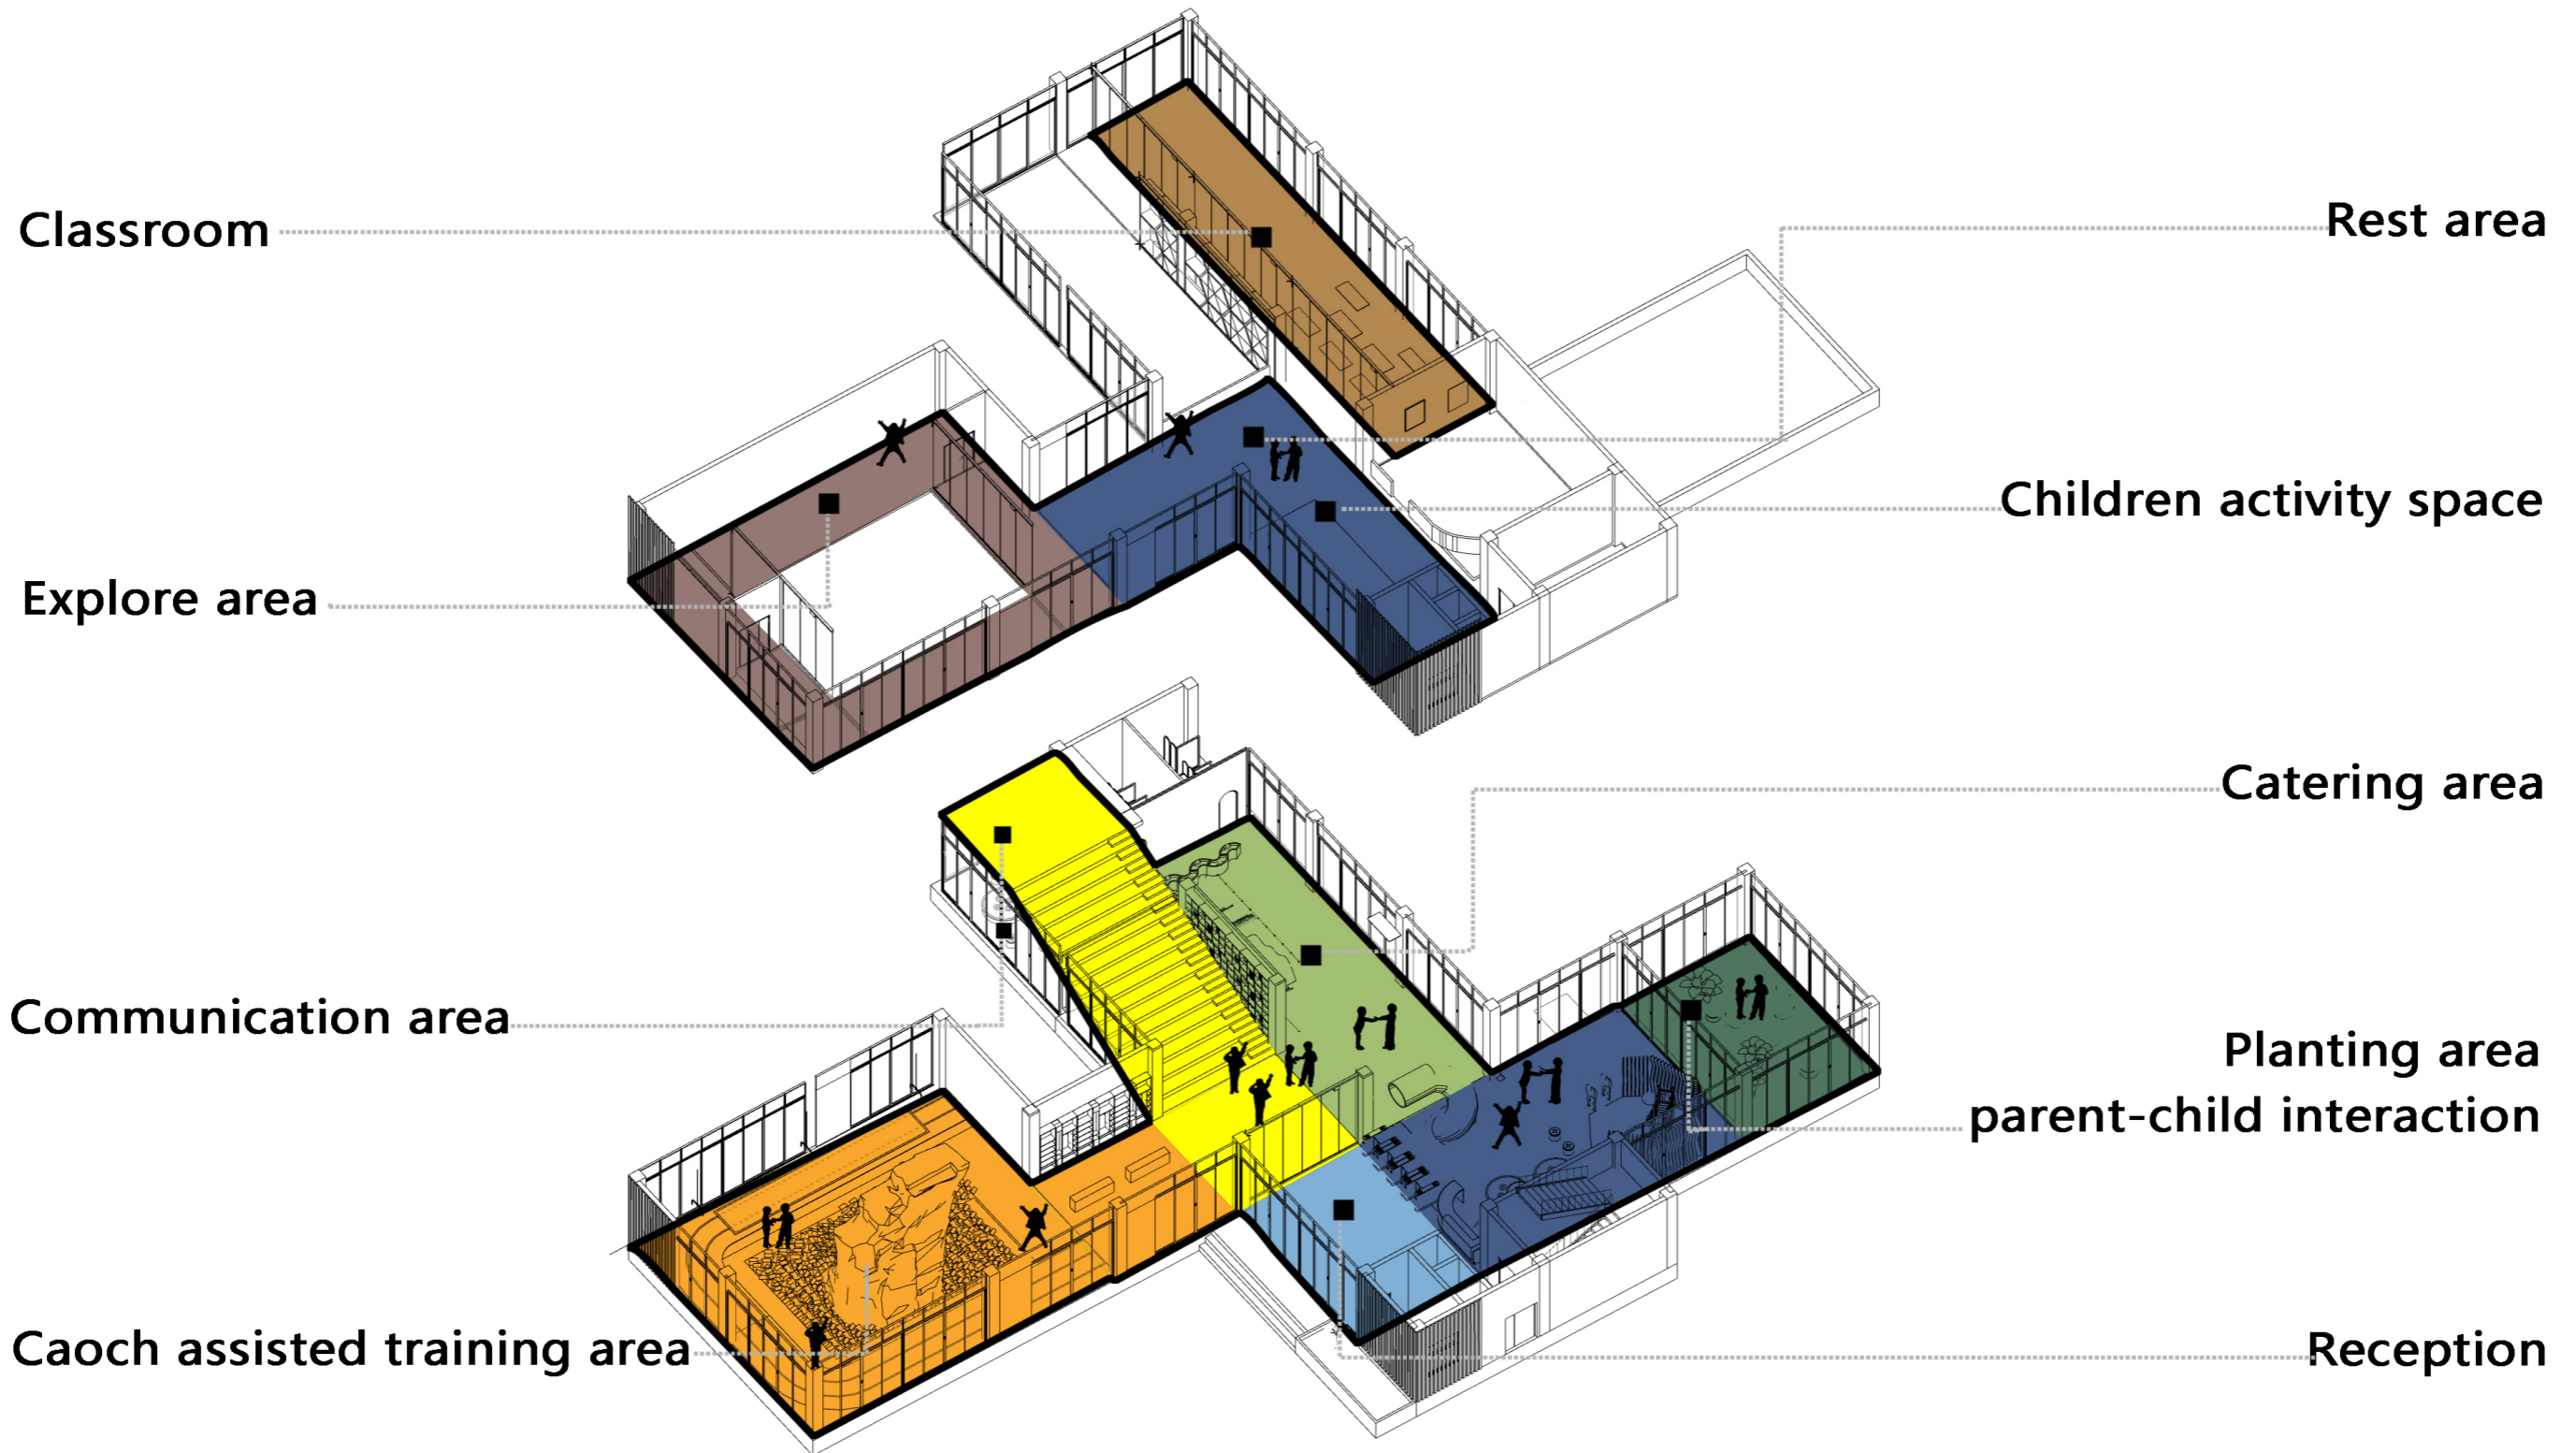 Classroom
Rest area
Children activity space
Explore area
Catering area
Communication area
Planting area
parent-child interaction
Caoch assisted training area
Reception